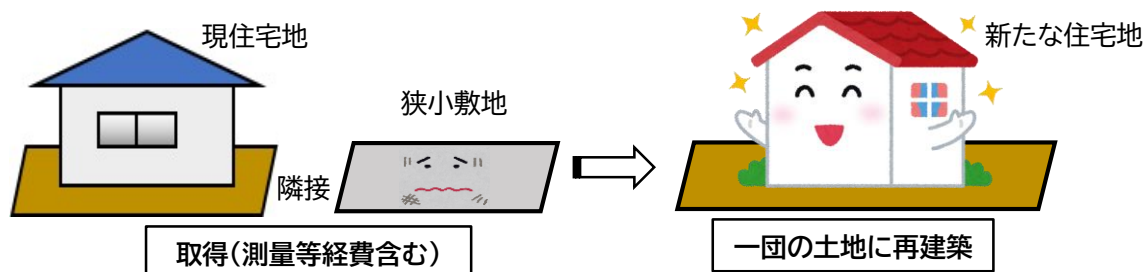 現住宅地
狭小敷地
隣接
取得（測量等経費含む）
新たな住宅地
一団の土地に再建築